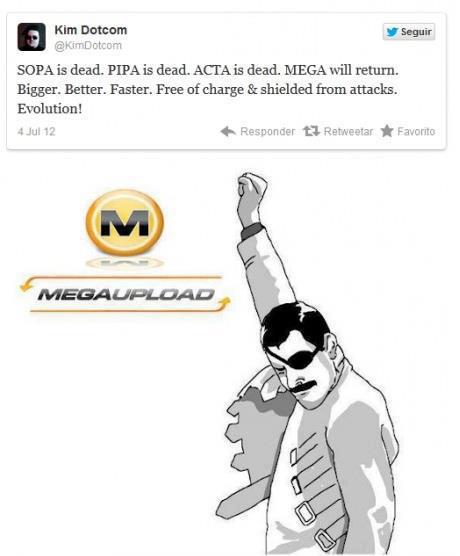 Kim Dotcom
@KimDotcom
Seguir
SOPA is dead. PIPA is dead. ACTA is dead. MEGA will return.
Bigger. Better. Faster. Free of charge & shielded from attacks.
Evolution!
4 Jul 12
Responder Retweetar Favorito
M
MEGAUPLOAD